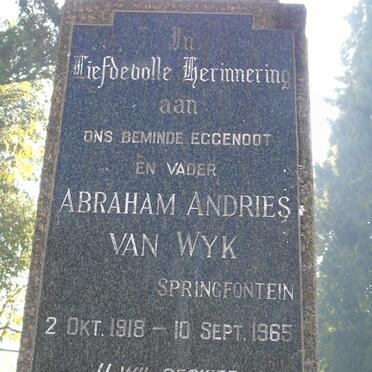 In
Liefdevolle Herinnering
aan
ONS BEMINDE EGGENOOT
EN VADER
ABRAHAM ANDRIES
VAN WYK
SPRINGFONTEIN
2 OKT. 1918 – 10 SEPT. 1965
U WIL